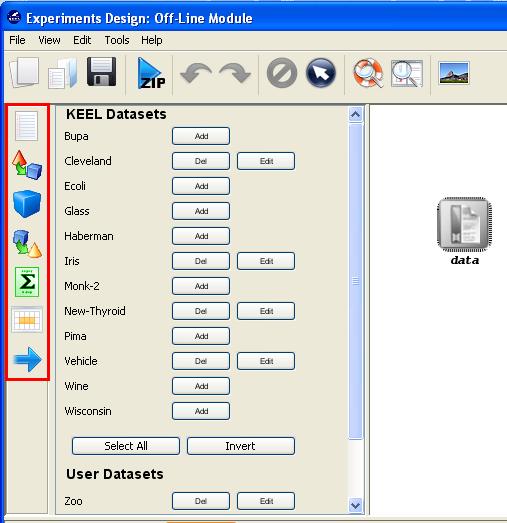 Experiments Design: Off-Line Module
File View Edit Tools Help
ZIP
KEEL Datasets
Bupa Add
Cleveland Del Edit
Ecoli Add
Glass Add
Haberman Add
Iris Del Edit
Monk-2 Add
New-Thyroid Del Edit
Pima Add
Vehicle Del Edit
Wine Add
Wisconsin Add
Select All Invert
User Datasets
Zoo Del Edit
data